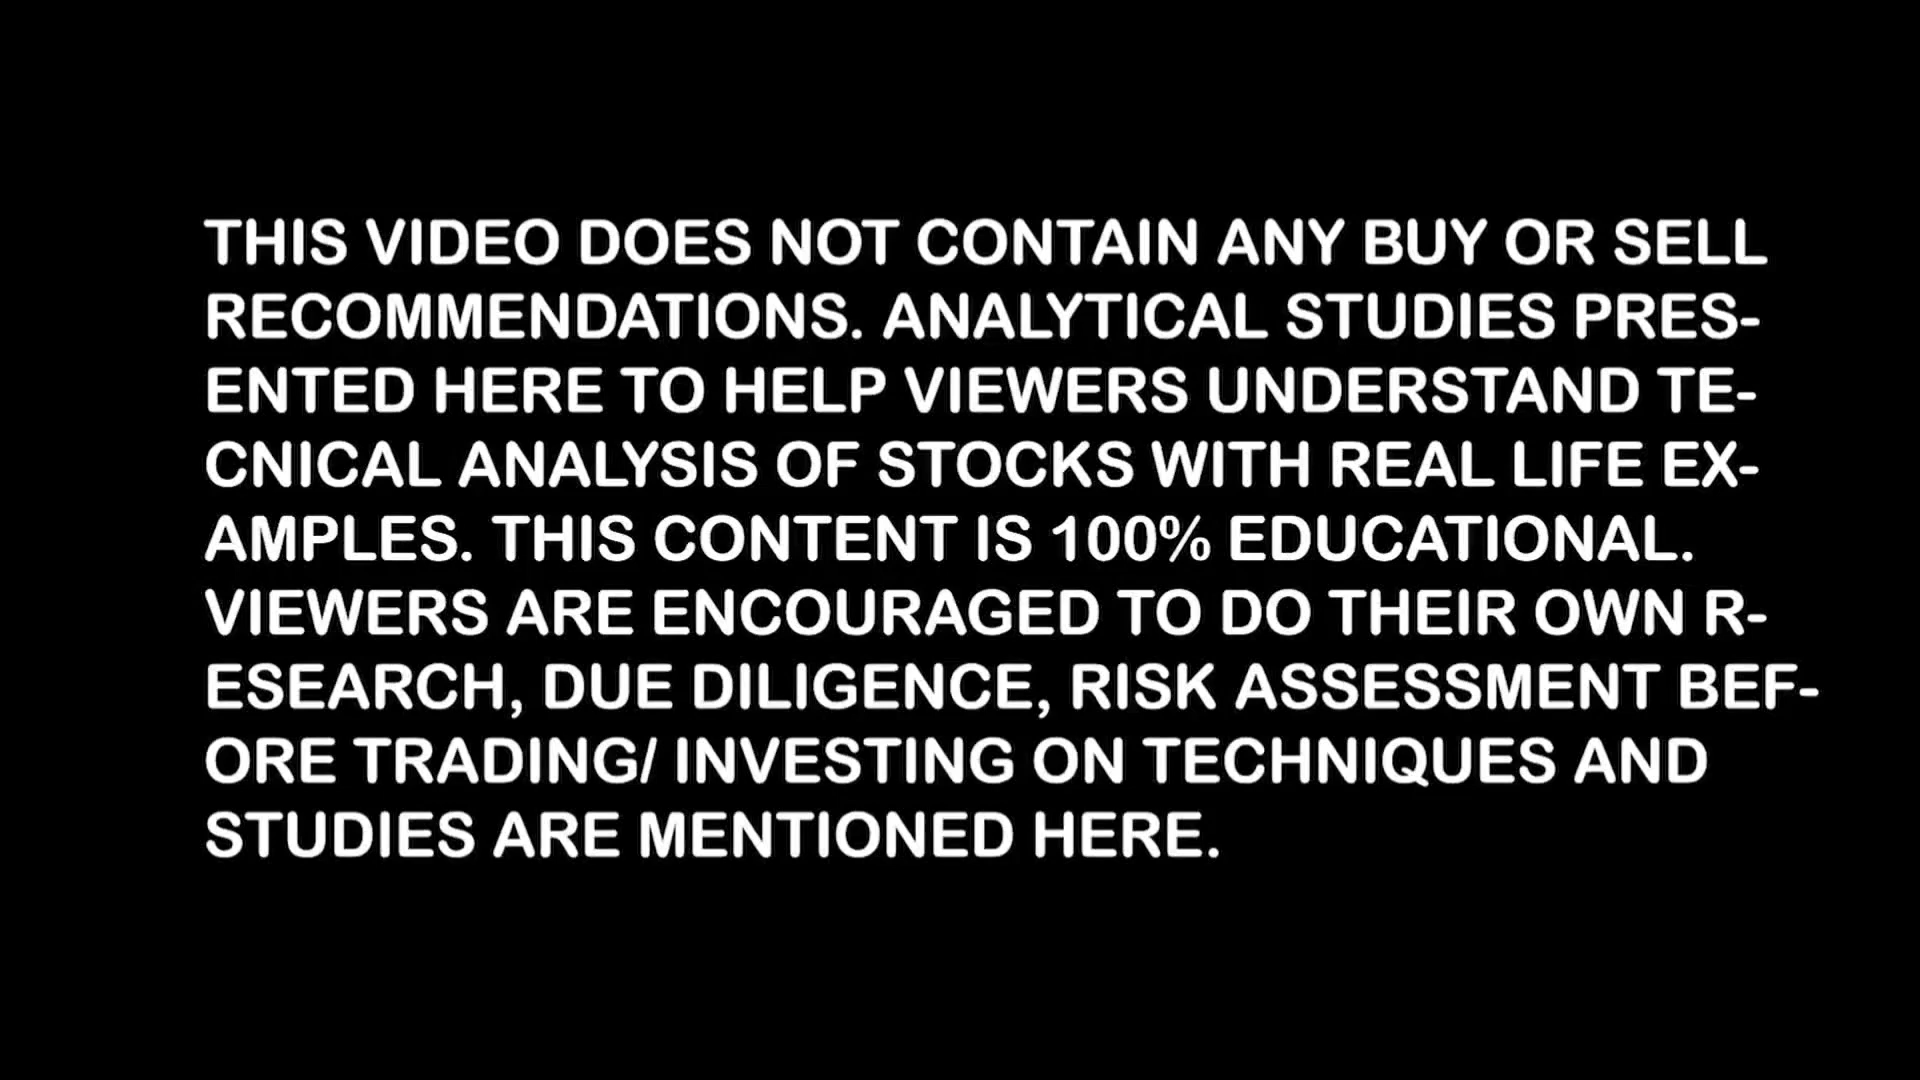 THIS VIDEO DOES NOT CONTAIN ANY BUY OR SELL
RECOMMENDATIONS. ANALYTICAL STUDIES PRES-
ENTED HERE TO HELP VIEWERS UNDERSTAND TE-
CNICAL ANALYSIS OF STOCKS WITH REAL LIFE EX-
AMPLES. THIS CONTENT IS 100% EDUCATIONAL.
VIEWERS ARE ENCOURAGED TO DO THEIR OWN R-
ESEARCH, DUE DILIGENCE, RISK ASSESSMENT BEF-
ORE TRADING/ INVESTING ON TECHNIQUES AND
STUDIES ARE MENTIONED HERE.